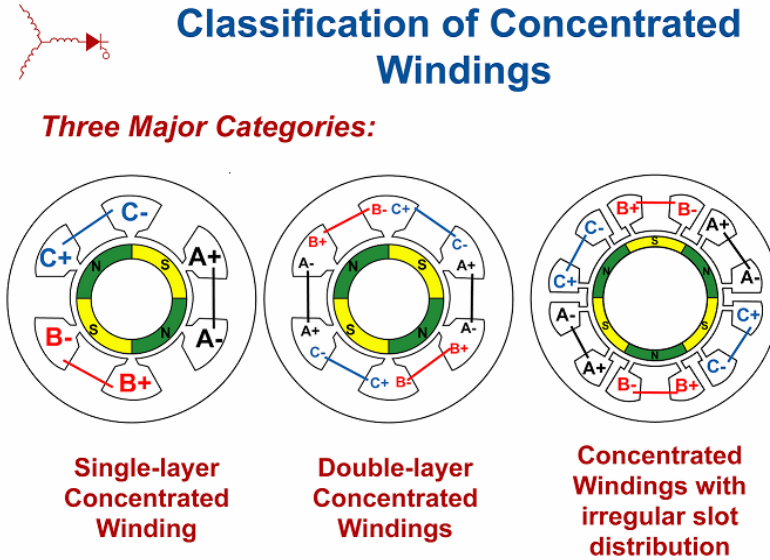 Classification of Concentrated
Windings
Three Major Categories:
C-
C+
A+
B-
A-
B+
N
S
S
N
B-
C+
B+
C-
A-
A+
N
S
A+
A-
S
N
C-
B+
C+
B-
B+
B-
C-
A+
C+
A-
S
N
N
A-
C+
S
S
A+
C-
N
B-
B+
Single-layer
Concentrated
Winding
Double-layer
Concentrated
Windings
Concentrated
Windings with
irregular slot
distribution